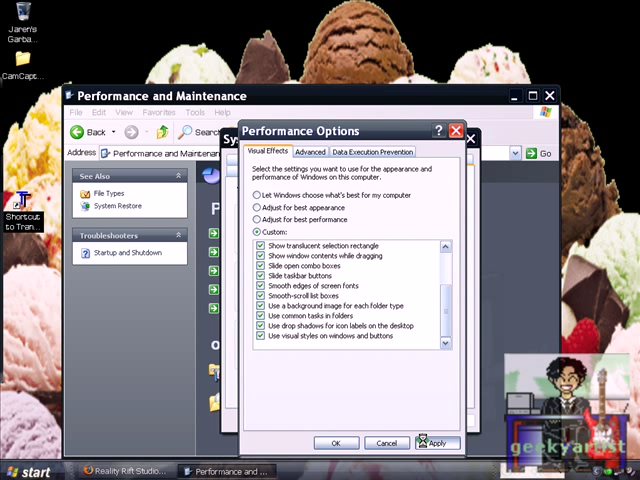 Jaren's
Garba...
CamCapt...
Shortcut
to Tran...
Performance and Maintenance
File Edit View Favorites Tools Help
Back
Search
Address Performance and Maintenan
Go
See Also
File Types
System Restore
Troubleshooters
Startup and Shutdown
Sys
Performance Options
Visual Effects Advanced Data Execution Prevention
Select the settings you want to use for the appearance and
performance of Windows on this computer.
Let Windows choose what's best for my computer
Adjust for best appearance
Adjust for best performance
Custom:
Show translucent selection rectangle
Show window contents while dragging
Slide open combo boxes
Slide taskbar buttons
Smooth edges of screen fonts
Smooth-scroll list boxes
Use a background image for each folder type
Use common tasks in folders
Use drop shadows for icon labels on the desktop
Use visual styles on windows and buttons
OK Cancel Apply
geekyartist
start Reality Rift Studio... Performance and ...